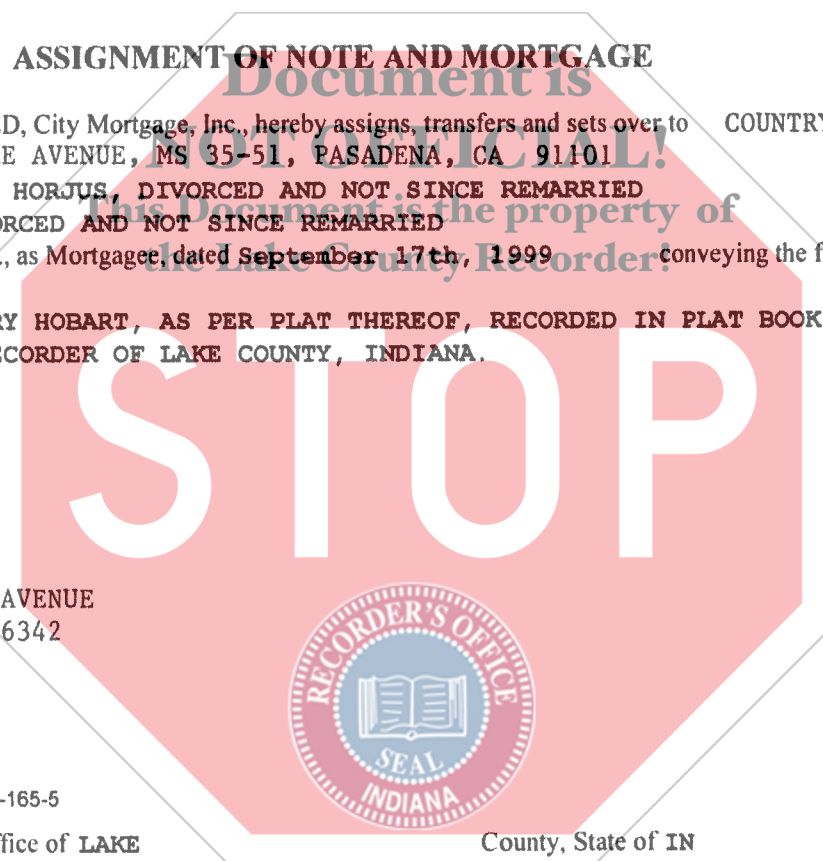 ASSIGNMENT OF NOTE AND MORTGAGE
Document is
D, City Mortgage, Inc., hereby assigns, transfers and sets over to COUNTRY
E AVENUE, MS 35-51, PASADENA, CA 91101
NOT OFFICIAL!
HORJUS, DIVORCED AND NOT SINCE REMARRIED
This Document is the property of
ORCED AND NOT SINCE REMARRIED
., as Mortgagee, dated September 17th, 1999 conveying the f
the Lake County Recorder!
RY HOBART, AS PER PLAT THEREOF, RECORDED IN PLAT BOOK
ECORDER OF LAKE COUNTY, INDIANA.
STOP
AVENUE
6342
RECORDER'S OFFICE
SEAL
INDIANA
-165-5
ffice of LAKE County, State of IN